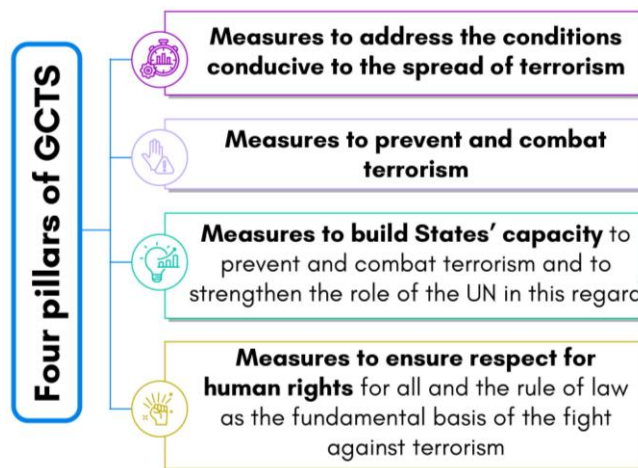 Four pillars of GCTS
Measures to address the conditions
conducive to the spread of terrorism
Measures to prevent and combat
terrorism
Measures to build States’ capacity to
prevent and combat terrorism and to
strengthen the role of the UN in this regard
Measures to ensure respect for
human rights for all and the rule of law
as the fundamental basis of the fight
against terrorism